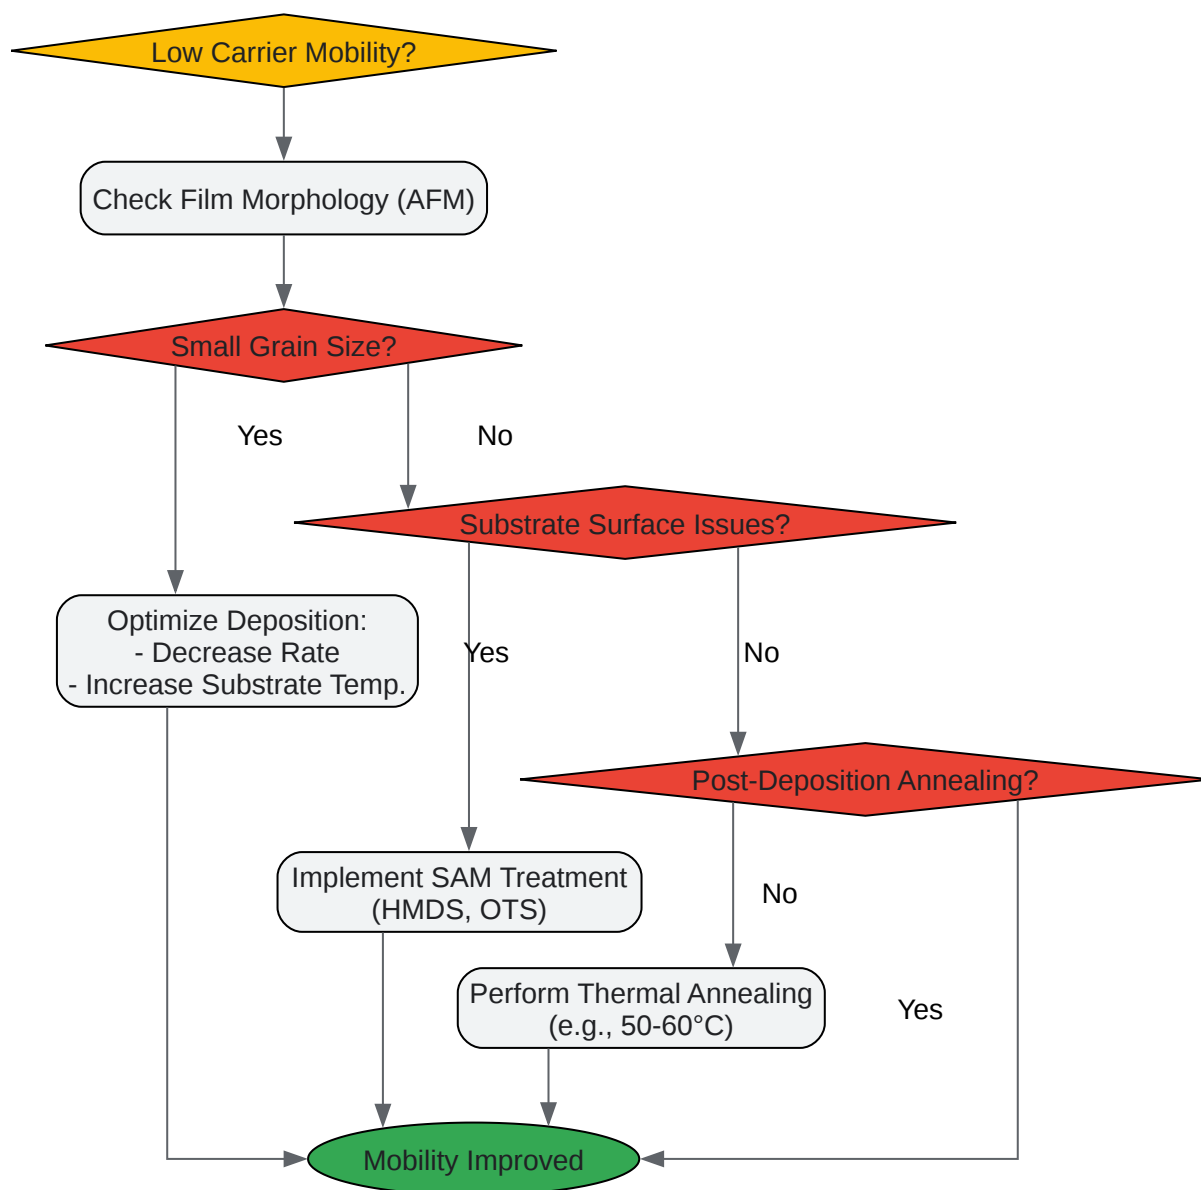 Low Carrier Mobility?
Check Film Morphology (AFM)
Small Grain Size?
Yes
No
Substrate Surface Issues?
Optimize Deposition:
- Decrease Rate
- Increase Substrate Temp.
Yes
No
Post-Deposition Annealing?
Implement SAM Treatment
(HMDS, OTS)
No
Perform Thermal Annealing
(e.g., 50-60°C)
Yes
Mobility Improved